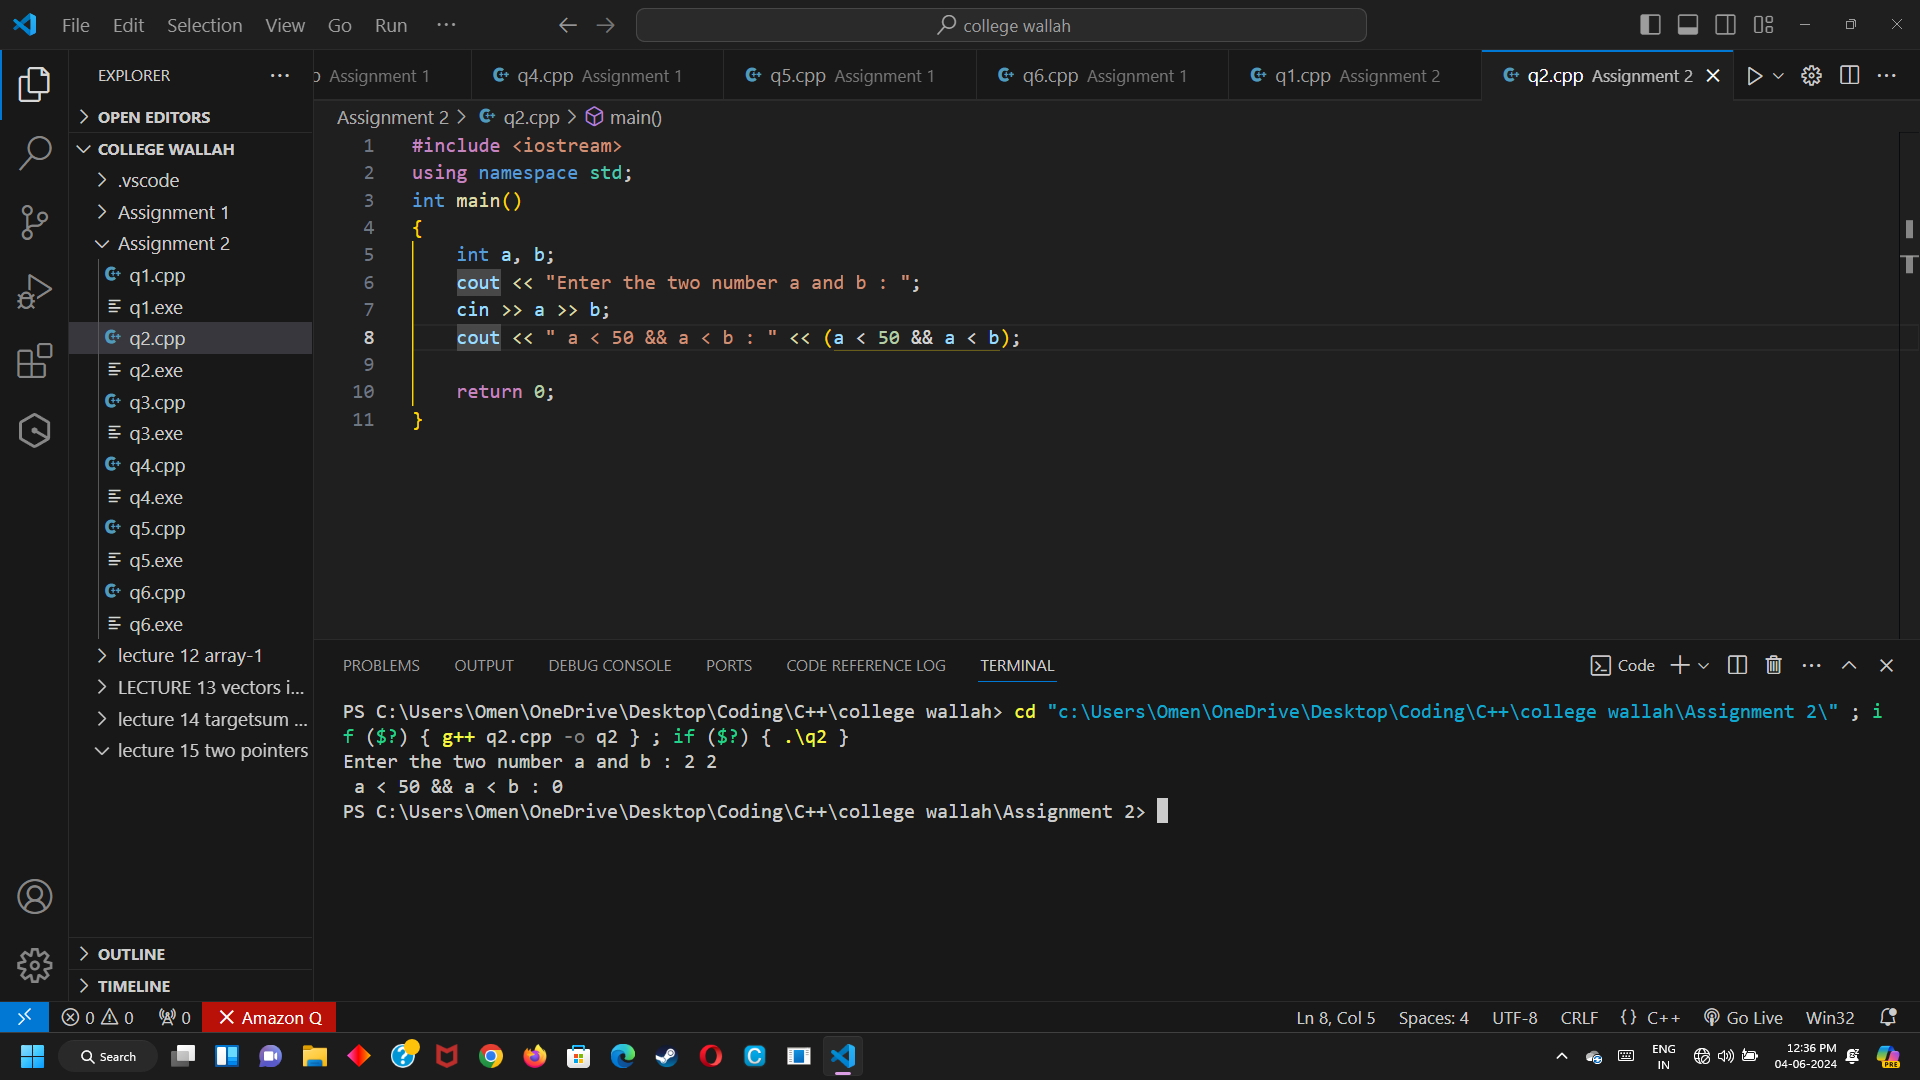 File Edit Selection View Go Run ···
college wallah
EXPLORER
Assignment 1
q4.cpp Assignment 1
q5.cpp Assignment 1
q6.cpp Assignment 1
q1.cpp Assignment 2
q2.cpp Assignment 2
OPEN EDITORS
COLLEGE WALLAH
.vscode
Assignment 1
Assignment 2
q1.cpp
q1.exe
q2.cpp
q2.exe
q3.cpp
q3.exe
q4.cpp
q4.exe
q5.cpp
q5.exe
q6.cpp
q6.exe
lecture 12 array-1
LECTURE 13 vectors i...
lecture 14 targetsum ...
lecture 15 two pointers
OUTLINE
TIMELINE
Assignment 2 > q2.cpp > main()
1 #include <iostream>
2 using namespace std;
3 int main()
4 {
5     int a, b;
6     cout << "Enter the two number a and b : ";
7     cin >> a >> b;
8     cout << " a < 50 && a < b : " << (a < 50 && a < b);
9
10     return 0;
11 }
PROBLEMS OUTPUT DEBUG CONSOLE PORTS CODE REFERENCE LOG TERMINAL
Code
PS C:\Users\Omen\OneDrive\Desktop\Coding\C++\college wallah> cd "c:\Users\Omen\OneDrive\Desktop\Coding\C++\college wallah\Assignment 2\" ; i
f ($?) { g++ q2.cpp -o q2 } ; if ($?) { .\q2 }
Enter the two number a and b : 2 2
 a < 50 && a < b : 0
PS C:\Users\Omen\OneDrive\Desktop\Coding\C++\college wallah\Assignment 2>
0 0 0 Amazon Q
Ln 8, Col 5 Spaces: 4 UTF-8 CRLF {} C++ Go Live Win32
Search
ENG
IN
12:36 PM
04-06-2024
PRE